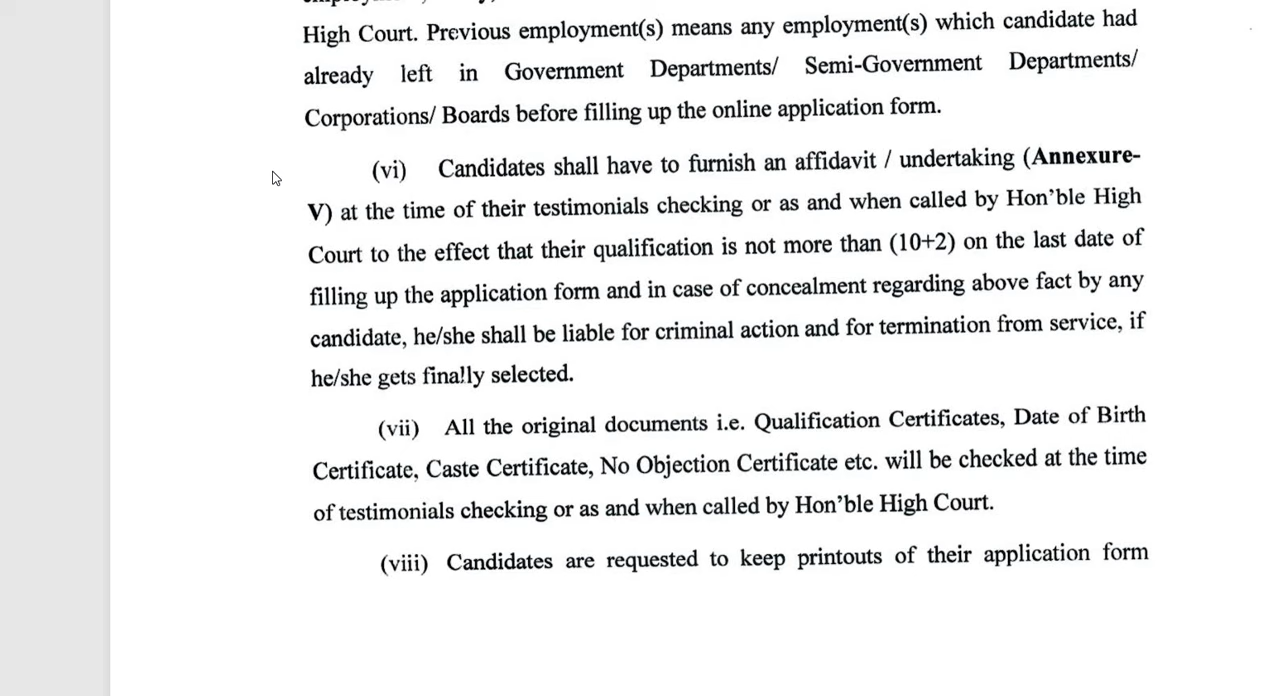 High Court. Previous employment(s) means any employment(s) which candidate had
already left in Government Departments/ Semi-Government Departments/
Corporations/ Boards before filling up the online application form.
(vi) Candidates shall have to furnish an affidavit / undertaking (Annexure-
V) at the time of their testimonials checking or as and when called by Hon'ble High
Court to the effect that their qualification is not more than (10+2) on the last date of
filling up the application form and in case of concealment regarding above fact by any
candidate, he/she shall be liable for criminal action and for termination from service, if
he/she gets finally selected.
(vii) All the original documents i.e. Qualification Certificates, Date of Birth
Certificate, Caste Certificate, No Objection Certificate etc. will be checked at the time
of testimonials checking or as and when called by Hon'ble High Court.
(viii) Candidates are requested to keep printouts of their application form